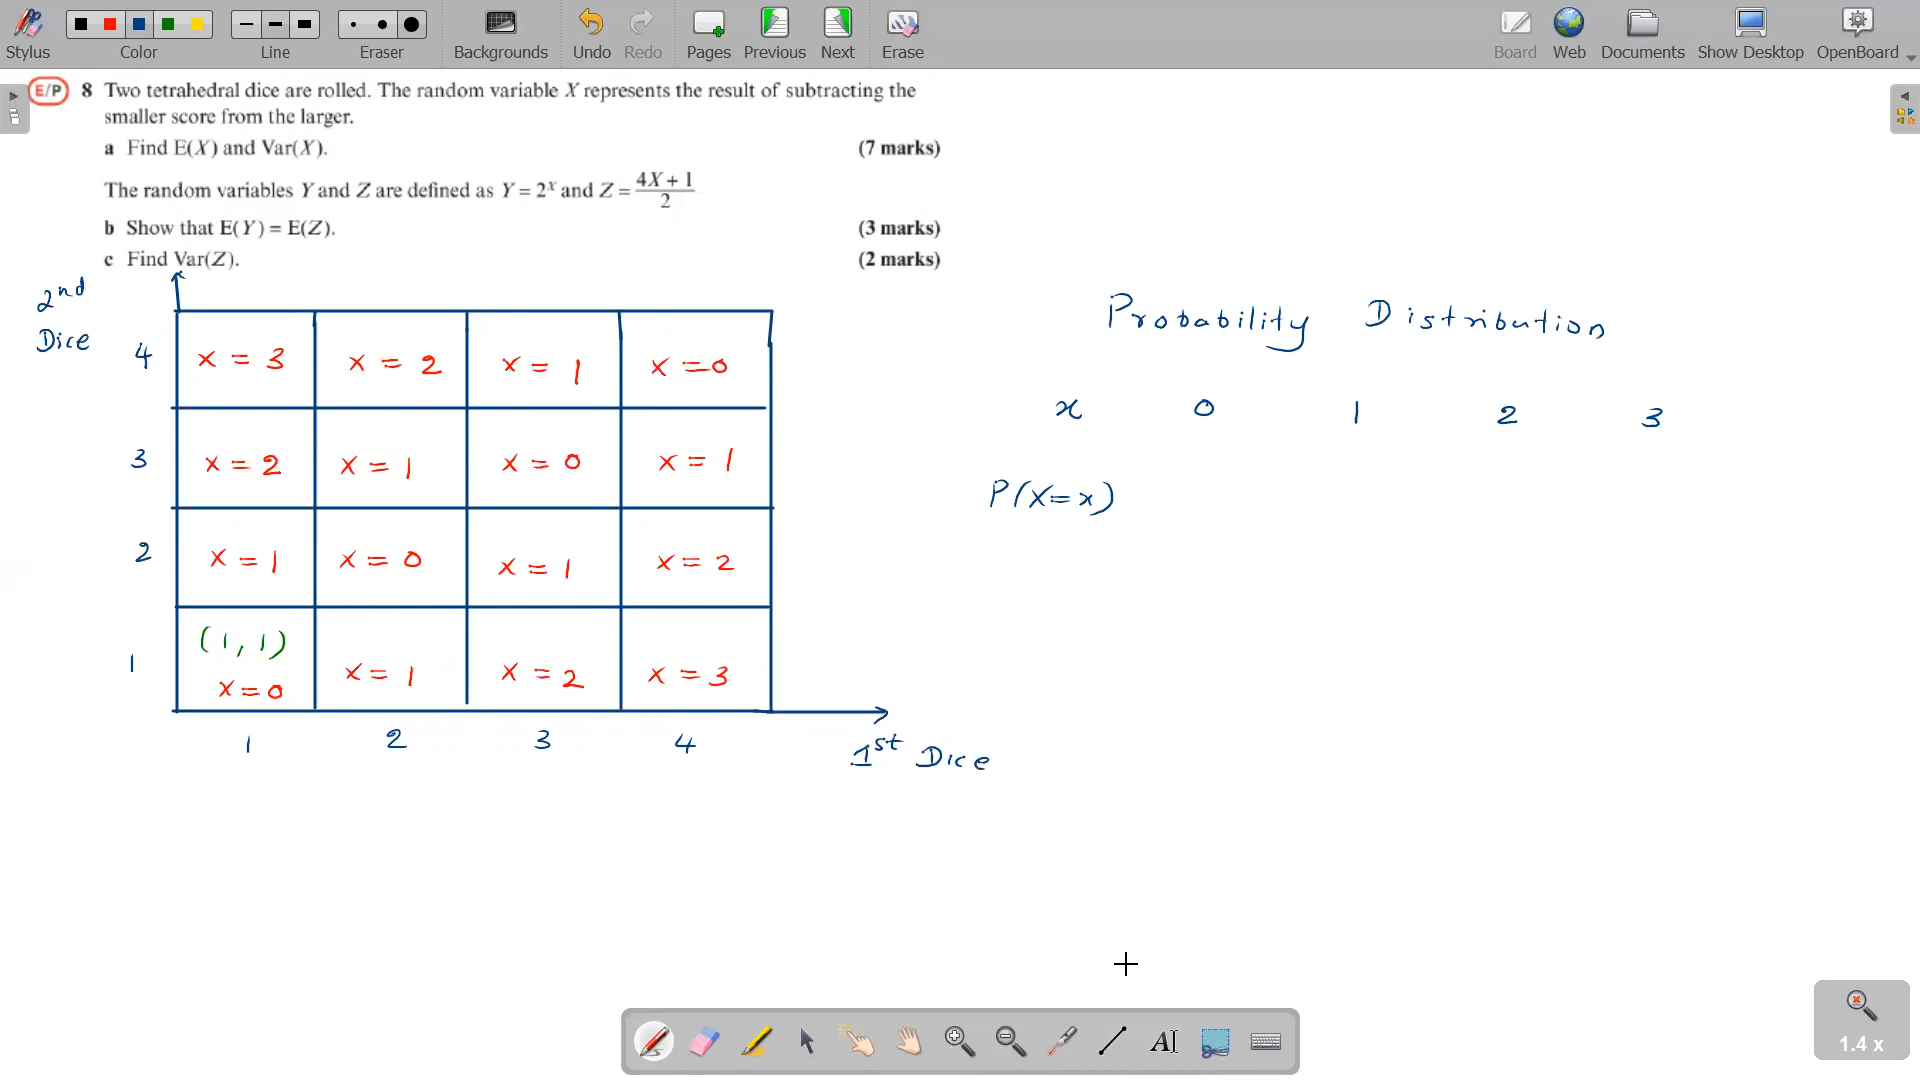 Stylus Color Line Eraser Backgrounds Undo Redo Pages Previous Next Erase Board Web Documents Show Desktop OpenBoard
E/P 8 Two tetrahedral dice are rolled. The random variable X represents the result of subtracting the
smaller score from the larger.
a Find E(X) and Var(X). (7 marks)
The random variables Y and Z are defined as Y = 2^X and Z = (4X + 1)/2
b Show that E(Y) = E(Z). (3 marks)
c Find Var(Z). (2 marks)
2nd
Dice
4 x = 3 x = 2 x = 1 x = 0
3 x = 2 x = 1 x = 0 x = 1
2 x = 1 x = 0 x = 1 x = 2
(1, 1)
1 x = 0 x = 1 x = 2 x = 3
1 2 3 4
1st Dice
Probability Distribution
x 0 1 2 3
P(X=x)
1.4 x